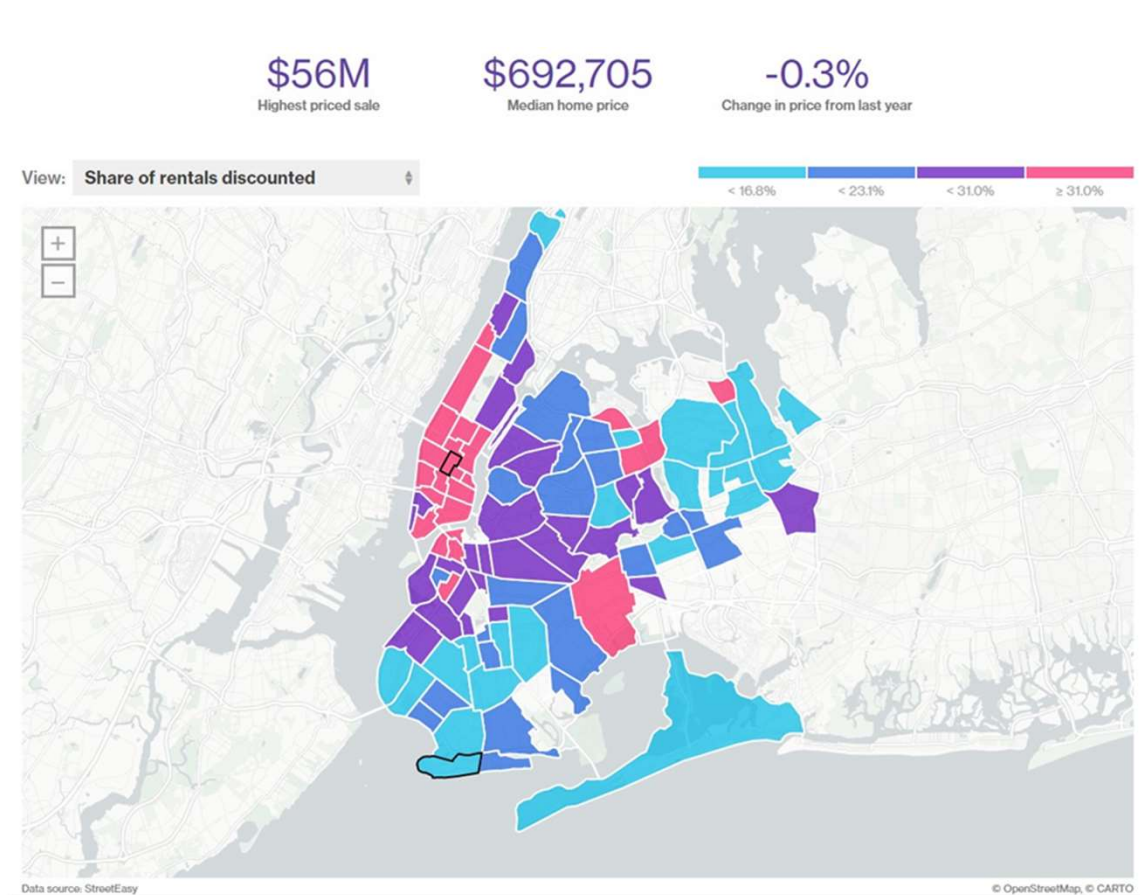 $56M
Highest priced sale
$692,705
Median home price
-0.3%
Change in price from last year
View: Share of rentals discounted
< 16.8%
< 23.1%
< 31.0%
≥ 31.0%
+
−
Data source: StreetEasy
© OpenStreetMap, © CARTO